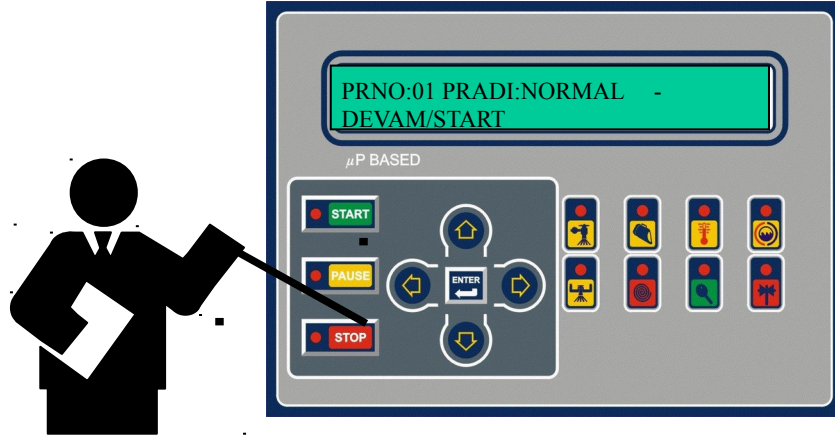 PRNO:01 PRADI:NORMAL -
DEVAM/START
µP BASED
START
PAUSE
ENTER
STOP